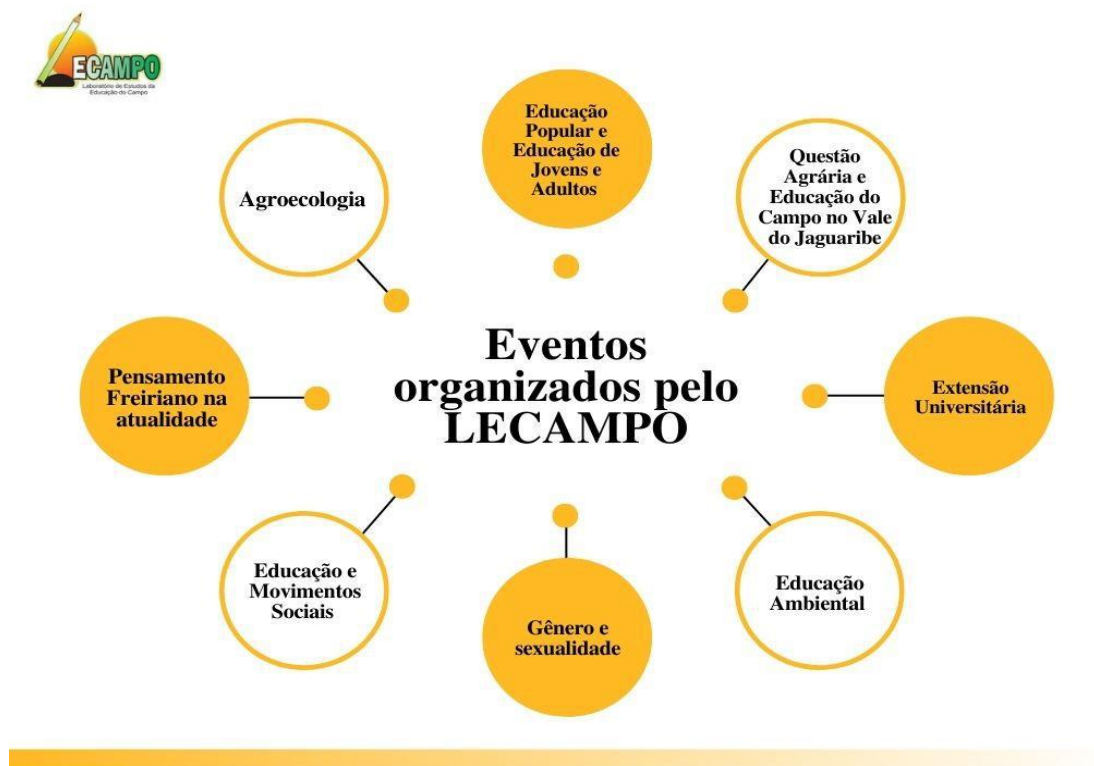 ECAMPO
Laboratório de Estudos da
Educação do Campo
Educação
Popular e
Educação de
Jovens e
Adultos
Questão
Agrária e
Educação do
Campo no Vale
do Jaguaribe
Agroecologia
Eventos
organizados pelo
LECAMPO
Pensamento
Freiriano na
atualidade
Extensão
Universitária
Educação e
Movimentos
Sociais
Gênero e
sexualidade
Educação
Ambiental